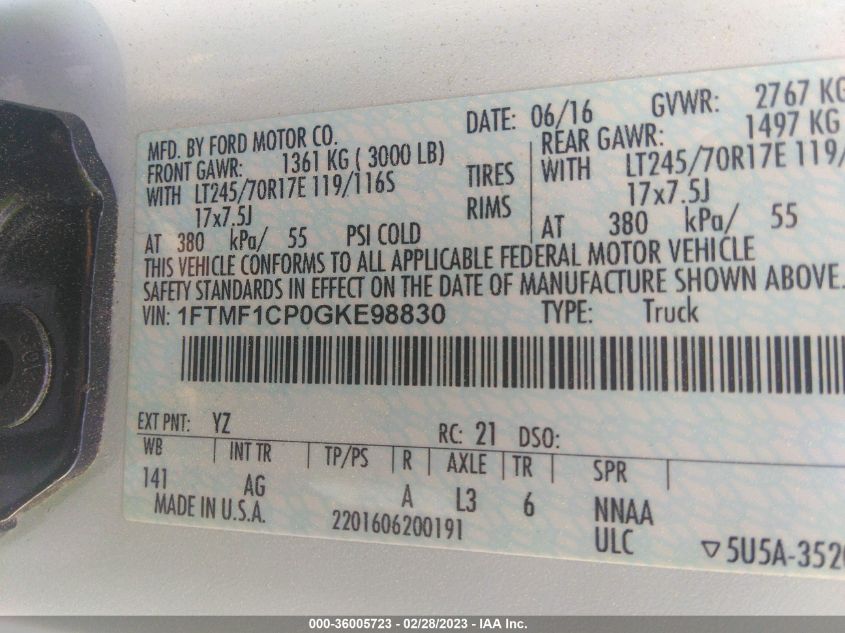 MFD. BY FORD MOTOR CO. DATE: 06/16 GVWR: 2767 KG
FRONT GAWR: 1361 KG ( 3000 LB) REAR GAWR: 1497 KG
WITH LT245/70R17E 119/116S TIRES WITH LT245/70R17E 119/
17x7.5J RIMS 17x7.5J
AT 380 kPa/ 55 PSI COLD AT 380 kPa/ 55
THIS VEHICLE CONFORMS TO ALL APPLICABLE FEDERAL MOTOR VEHICLE
SAFETY STANDARDS IN EFFECT ON THE DATE OF MANUFACTURE SHOWN ABOVE.
VIN: 1FTMF1CP0GKE98830 TYPE: Truck
EXT PNT: YZ RC: 21 DSO:
WB | INT TR | TP/PS | R | AXLE | TR | SPR
141 AG A L3 6 NNAA
MADE IN U.S.A. 2201606200191 ULC ▽5U5A-3520
000-36005723 - 02/28/2023 - IAA Inc.